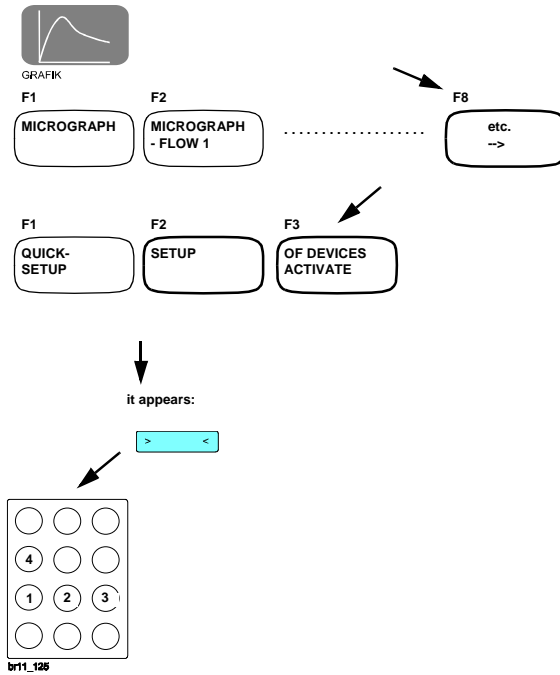 GRAFIK
F1 F2 F8
MICROGRAPH MICROGRAPH etc.
- FLOW 1 -->
....................
F1 F2 F3
QUICK- SETUP OF DEVICES
SETUP ACTIVATE
it appears:
> <
4
1 2 3
br11_125